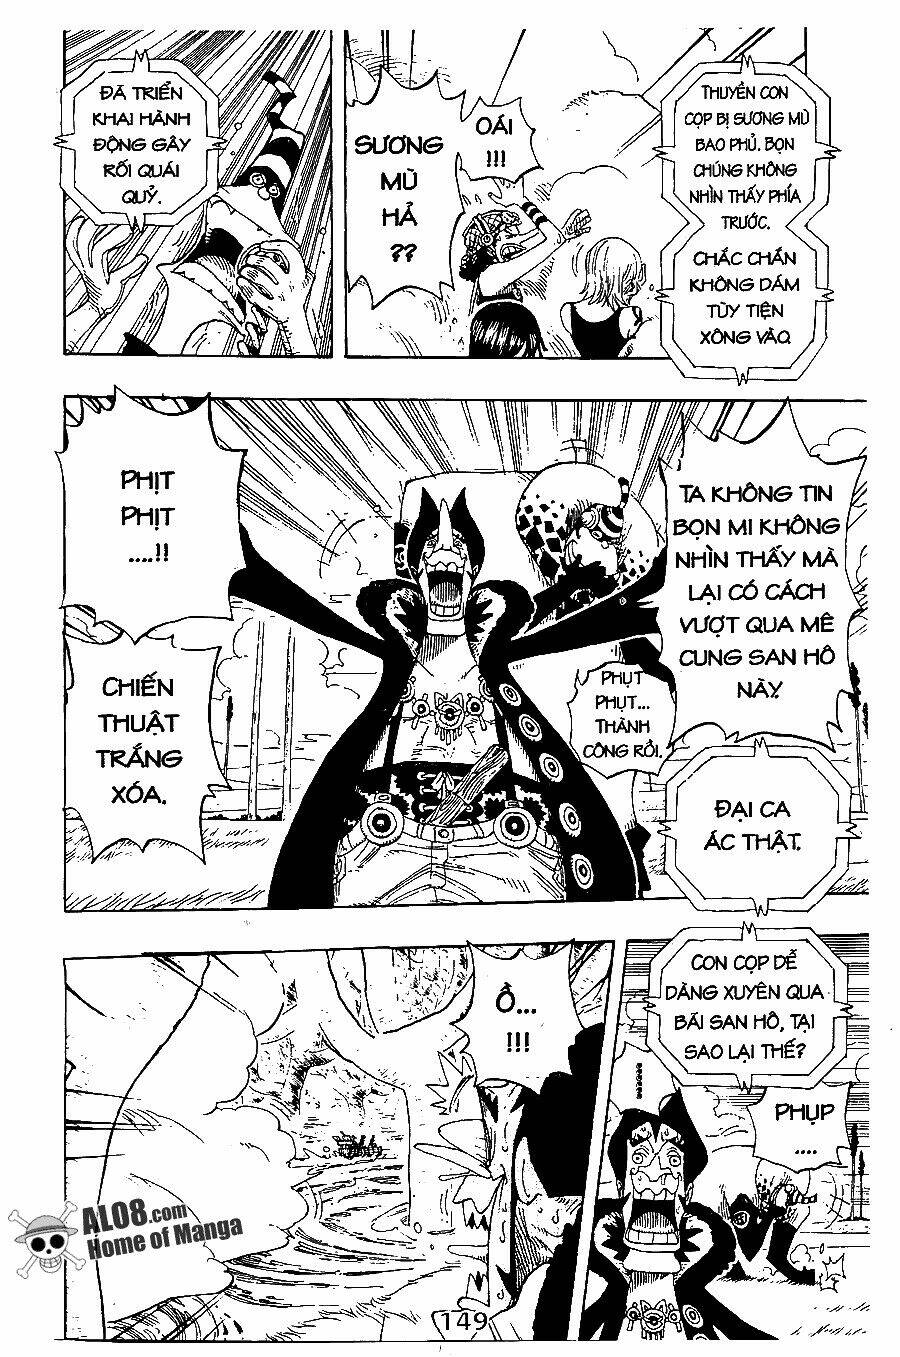 THUYỀN CON
CỌP BỊ SƯƠNG MÙ
BAO PHỦ. BỌN
CHÚNG KHÔNG
NHÌN THẤY PHÍA
TRƯỚC.
CHẮC CHẮN
KHÔNG DÁM
TÙY TIỆN
XÔNG VÀO.
OÁI
!!!
SƯƠNG
MÙ
HẢ
??
ĐÃ TRIỂN
KHAI HÀNH
ĐỘNG GÂY
RỐI QUÁI
QUỶ.
TA KHÔNG TIN
BỌN MI KHÔNG
NHÌN THẤY MÀ
LẠI CÓ CÁCH
VƯỢT QUA MÊ
CUNG SAN HÔ
NÀY.
PHỤT
PHỤT...
THÀNH
CÔNG RỒI.
PHỊT
PHỊT
.....!!
CHIẾN
THUẬT
TRẮNG
XÓA.
ĐẠI CA
ÁC THẬT.
CON CỌP DỄ
DÀNG XUYÊN QUA
BÃI SAN HÔ, TẠI
SAO LẠI THẾ?
PHỤP
....
Ồ...
!!!
AL08.com
Home of Manga
149